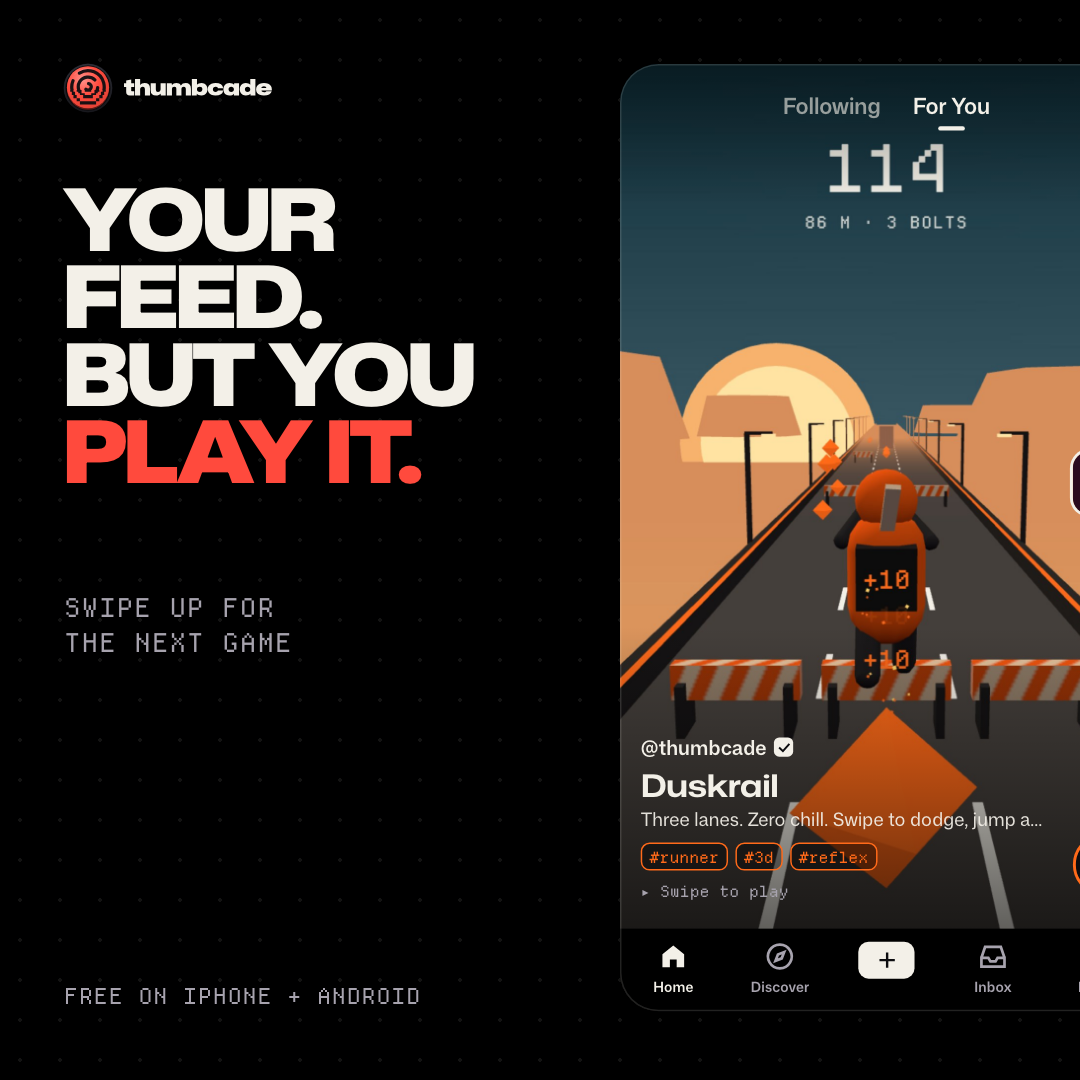 thumbcade
YOUR
FEED.
BUT YOU
PLAY IT.
SWIPE UP FOR
THE NEXT GAME
FREE ON IPHONE + ANDROID
Following For You
114
86 M · 3 BOLTS
+10
+10
@thumbcade
Duskrail
Three lanes. Zero chill. Swipe to dodge, jump a...
#runner #3d #reflex
▸ Swipe to play
Home Discover Inbox